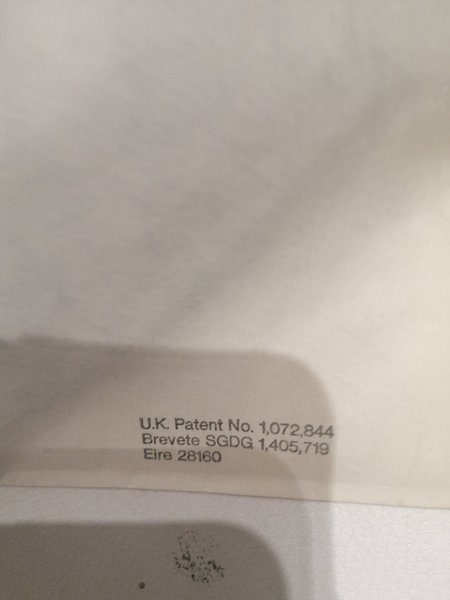 U.K. Patent No. 1,072,844
Brevete SGDG 1,405,719
Eire 28160